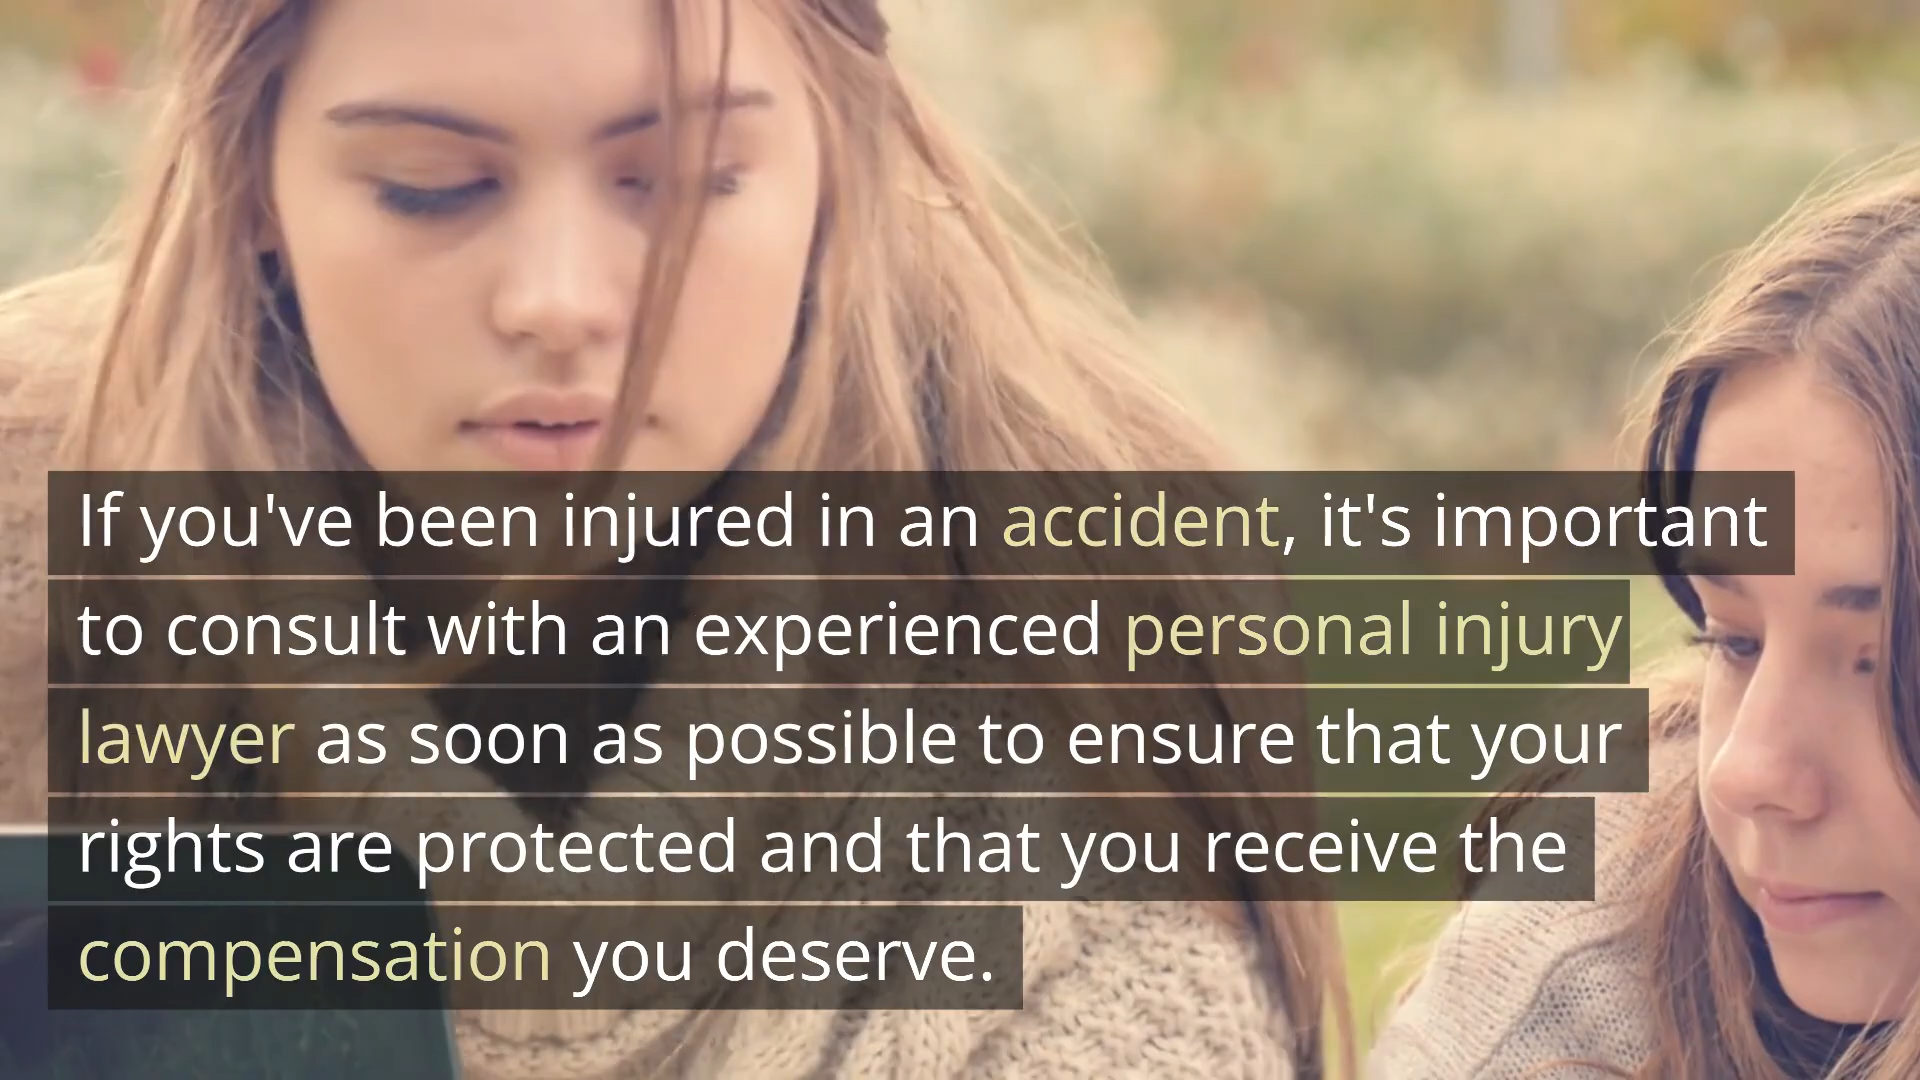 If you've been injured in an accident, it's important
to consult with an experienced personal injury
lawyer as soon as possible to ensure that your
rights are protected and that you receive the
compensation you deserve.